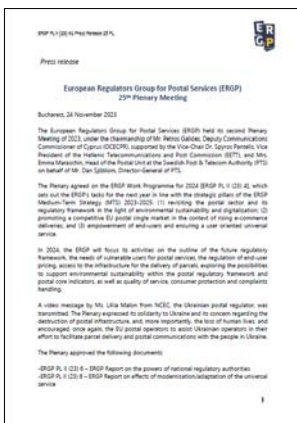 ERGP PL II (23) 41 Press Release 25 PL
ER
GP
Press release
European Regulators Group for Postal Services (ERGP)
25th Plenary Meeting
Bucharest, 24 November 2023
The European Regulators Group for Postal Services (ERGP) held its second Plenary
Meeting of 2023, under the chairmanship of Mr. Petros Galides, Deputy Communications
Commissioner of Cyprus (OCECPR), supported by the Vice-Chair Dr. Spyros Pantelis, Vice
President of the Hellenic Telecommunications and Post Commission (EETT), and Mrs.
Emma Maraschin, Head of the Postal Unit at the Swedish Post & Telecom Authority (PTS)
on behalf of Mr. Dan Sjöblom, Director-General of PTS.
The Plenary agreed on the ERGP Work Programme for 2024 [ERGP PL II (23) 4], which
sets out the ERGP's tasks for the next year in line with the strategic pillars of the ERGP
Medium-Term Strategy (MTS) 2023-2025: (1) revisiting the postal sector and its
regulatory framework in the light of environmental sustainability and digitalization; (2)
promoting a competitive EU postal single market in the context of rising e-commerce
deliveries; and (3) empowerment of end-users and ensuring a user oriented universal
service.
In 2024, the ERGP will focus to activities on the outline of the future regulatory
framework, the needs of vulnerable users for postal services, the regulation of end-user
pricing, access to the infrastructure for the delivery of parcels, exploring the possibilities
to support environmental sustainability within the postal regulatory framework and
postal core indicators, as well as quality of service, consumer protection and complaints
handling.
A video message by Ms. Liliia Malon from NCEC, the Ukrainian postal regulator, was
transmitted. The Plenary expressed its solidarity to Ukraine and its concern regarding the
destruction of postal infrastructure, and, more importantly, the loss of human lives; and
encouraged, once again, the EU postal operators to assist Ukrainian operators in their
effort to facilitate parcel delivery and postal communications with the people in Ukraine.
The Plenary approved the following documents:
-ERGP PL II (23) 6 – ERGP Report on the powers of national regulatory authorities
-ERGP PL II (23) 8 – ERGP Report on effects of modernization/adaptation of the universal
service